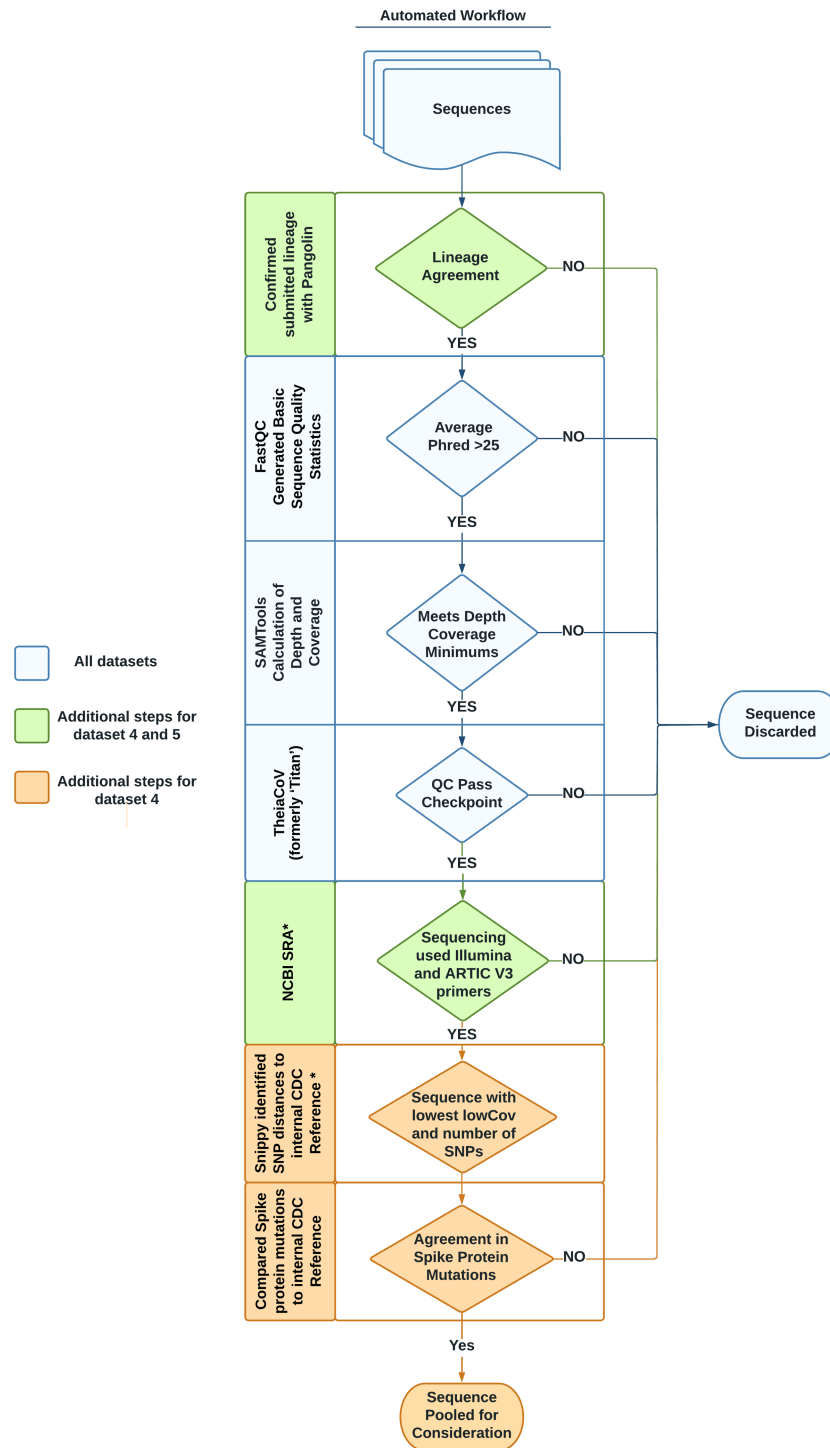 Automated Workflow
Sequences
Confirmed
submitted lineage
with Pangolin
Lineage
Agreement
NO
YES
FastQC
Generated Basic
Sequence Quality
Statistics
Average
Phred >25
NO
YES
SAMTools
Calculation of
Depth and
Coverage
Meets Depth
Coverage
Minimums
NO
YES
All datasets
Additional steps for
dataset 4 and 5
Additional steps for
dataset 4
Sequence
Discarded
TheiaCoV
(formerly ‘Titan’)
QC Pass
Checkpoint
NO
YES
NCBI SRA*
Sequencing
used Illumina
and ARTIC V3
primers
NO
YES
Snippy identified
SNP distances to
internal CDC
Reference *
Sequence with
lowest lowCov
and number of
SNPs
Compared Spike
protein mutations
to internal CDC
Reference
Agreement in
Spike Protein
Mutations
NO
Yes
Sequence
Pooled for
Consideration